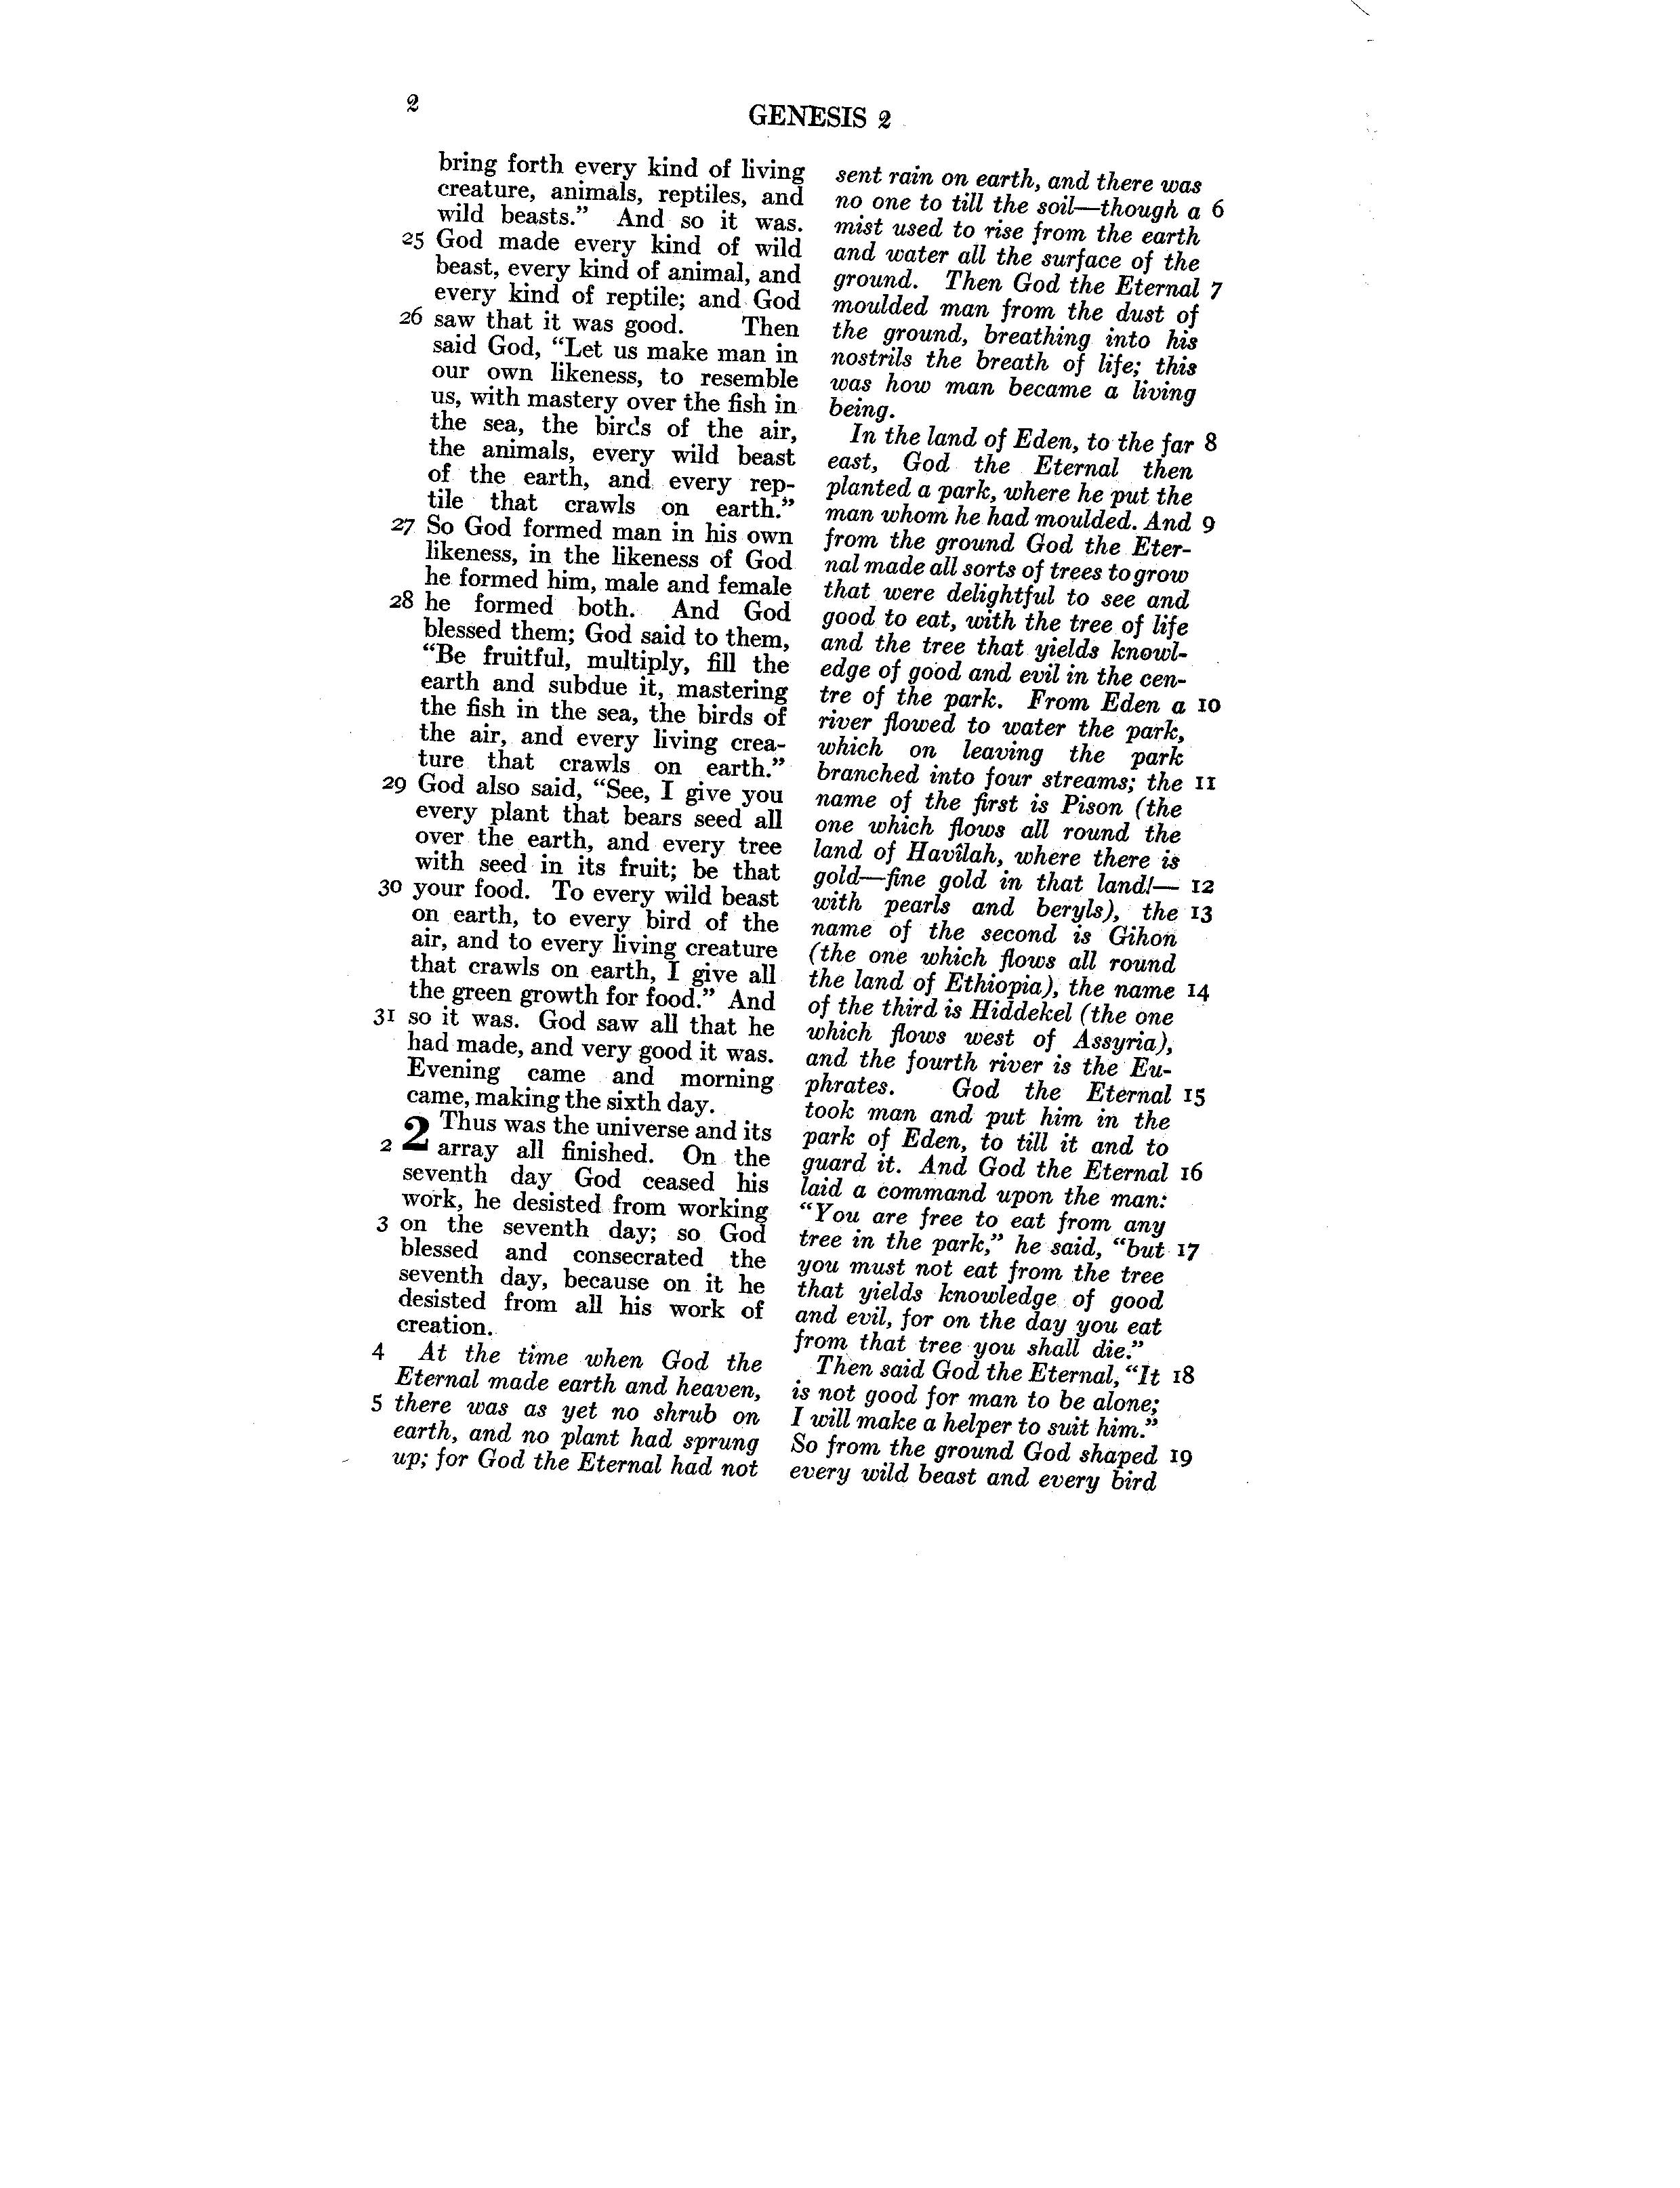 2
GENESIS 2
bring forth every kind of living
creature, animals, reptiles, and
wild beasts.” And so it was.
25 God made every kind of wild
beast, every kind of animal, and
every kind of reptile; and God
26 saw that it was good. Then
said God, “Let us make man in
our own likeness, to resemble
us, with mastery over the fish in
the sea, the birds of the air,
the animals, every wild beast
of the earth, and every rep-
tile that crawls on earth.”
27 So God formed man in his own
likeness, in the likeness of God
he formed him, male and female
28 he formed both. And God
blessed them; God said to them,
“Be fruitful, multiply, fill the
earth and subdue it, mastering
the fish in the sea, the birds of
the air, and every living crea-
ture that crawls on earth.”
29 God also said, “See, I give you
every plant that bears seed all
over the earth, and every tree
with seed in its fruit; be that
30 your food. To every wild beast
on earth, to every bird of the
air, and to every living creature
that crawls on earth, I give all
the green growth for food.” And
31 so it was. God saw all that he
had made, and very good it was.
Evening came and morning
came, making the sixth day.
2 Thus was the universe and its
2 array all finished. On the
seventh day God ceased his
work, he desisted from working
3 on the seventh day; so God
blessed and consecrated the
seventh day, because on it he
desisted from all his work of
creation.
4 At the time when God the
Eternal made earth and heaven,
5 there was as yet no shrub on
earth, and no plant had sprung
up; for God the Eternal had not
sent rain on earth, and there was
no one to till the soil—though a 6
mist used to rise from the earth
and water all the surface of the
ground. Then God the Eternal 7
moulded man from the dust of
the ground, breathing into his
nostrils the breath of life; this
was how man became a living
being.
In the land of Eden, to the far 8
east, God the Eternal then
planted a park, where he put the
man whom he had moulded. And 9
from the ground God the Eter-
nal made all sorts of trees to grow
that were delightful to see and
good to eat, with the tree of life
and the tree that yields knowl-
edge of good and evil in the cen-
tre of the park. From Eden a 10
river flowed to water the park,
which on leaving the park
branched into four streams; the 11
name of the first is Pison (the
one which flows all round the
land of Havîlah, where there is
gold—fine gold in that land!— 12
with pearls and beryls), the 13
name of the second is Gihon
(the one which flows all round
the land of Ethiopia), the name 14
of the third is Hiddekel (the one
which flows west of Assyria),
and the fourth river is the Eu-
phrates. God the Eternal 15
took man and put him in the
park of Eden, to till it and to
guard it. And God the Eternal 16
laid a command upon the man:
“You are free to eat from any
tree in the park,” he said, “but 17
you must not eat from the tree
that yields knowledge of good
and evil, for on the day you eat
from that tree you shall die.”
Then said God the Eternal, “It 18
is not good for man to be alone;
I will make a helper to suit him.”
So from the ground God shaped 19
every wild beast and every bird